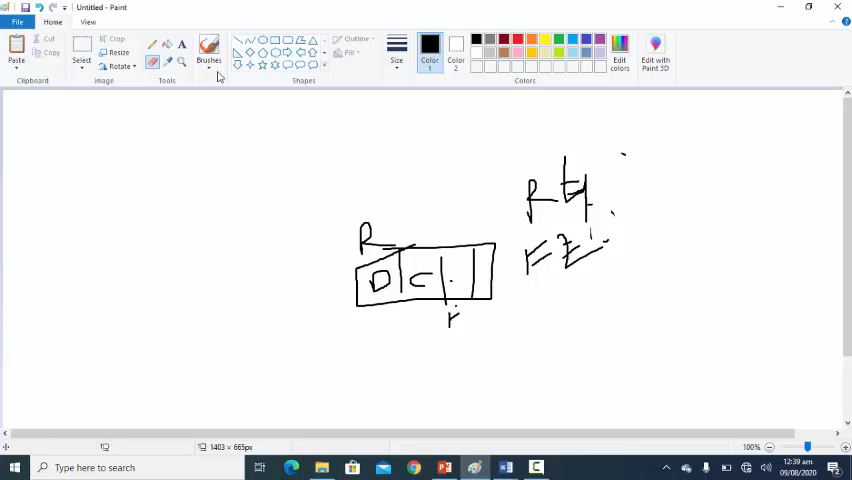 Untitled - Paint
File Home View
Paste Cut Copy Clipboard
Select Crop Resize Rotate Image
A Tools
Brushes
Outline Fill Shapes
Size
Color 1 Color 2 Edit colors Colors
Edit with Paint 3D
R
D C
r
R
r = 
1403 × 665px 100%
Type here to search 12:39 am 09/08/2020 2